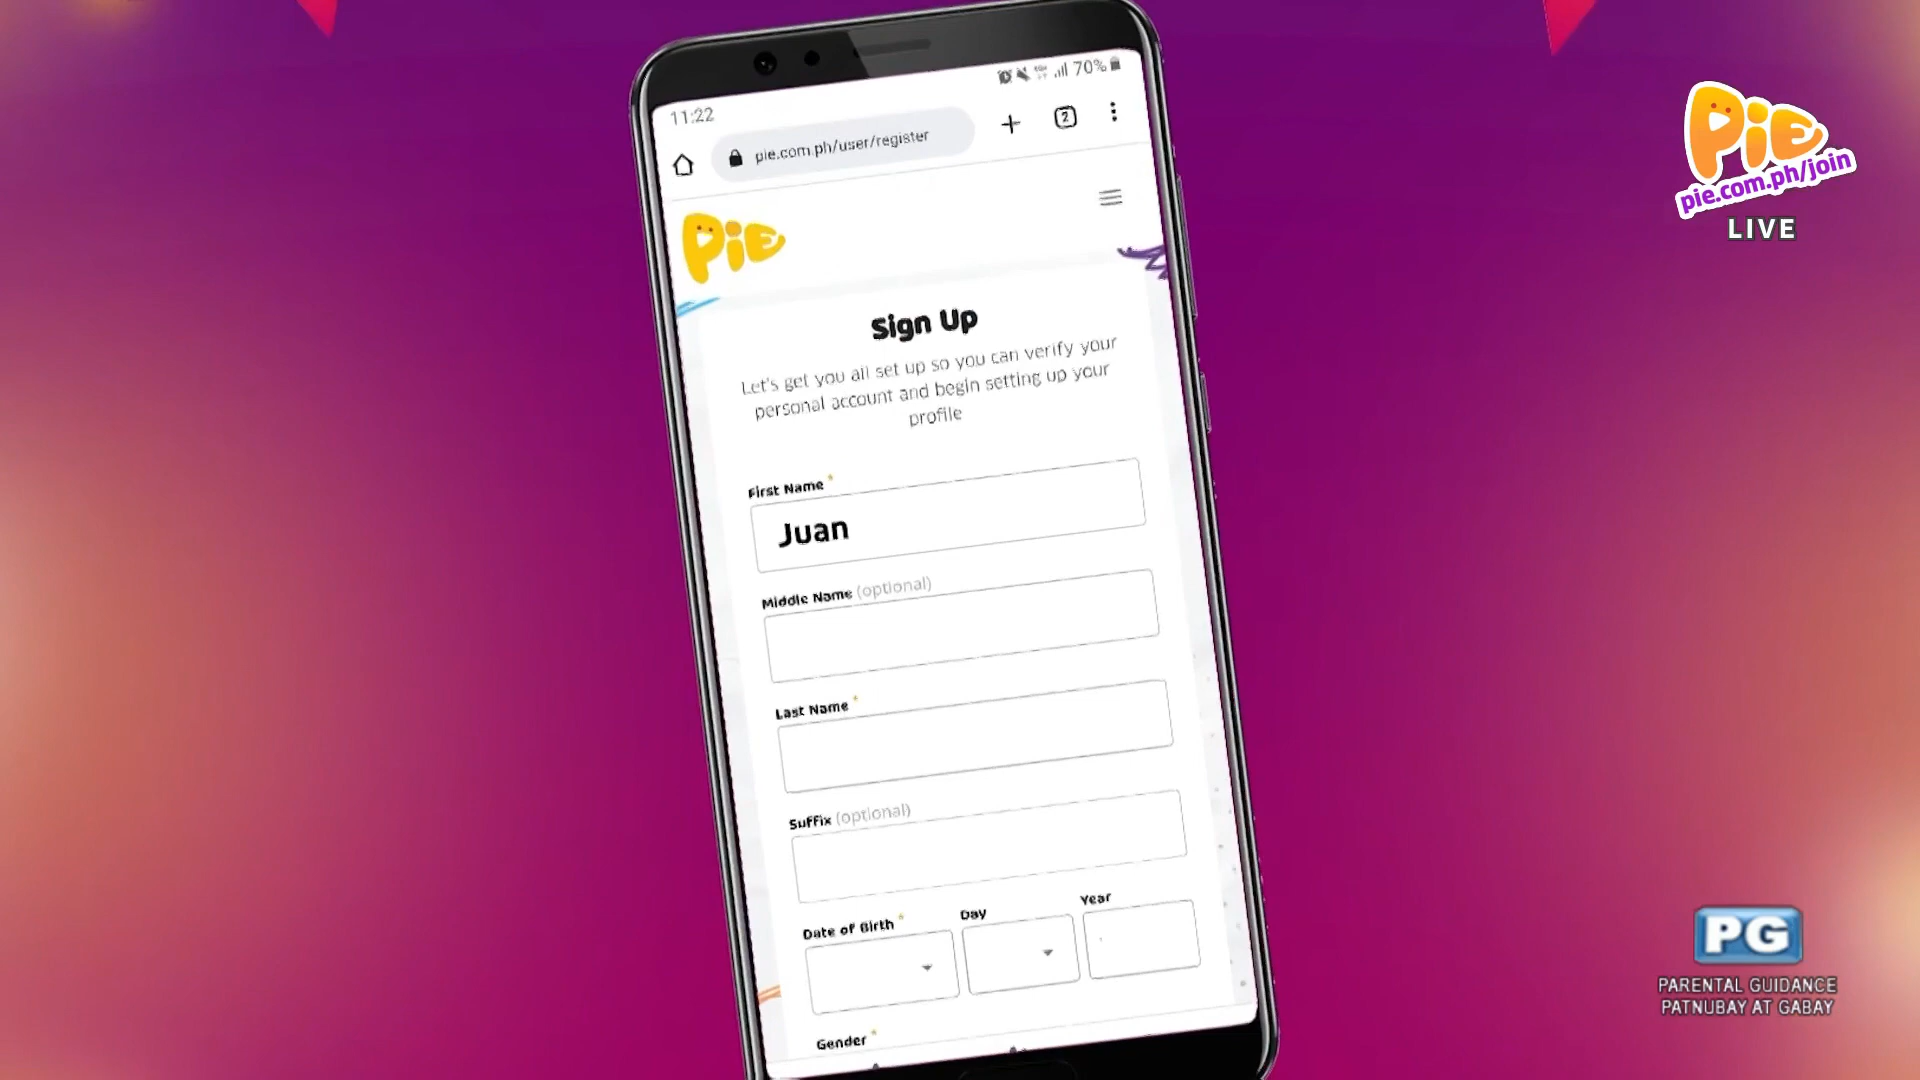 11:22
70%
pie.com.ph/user/register
2
PiE
Sign Up
Let's get you all set up so you can verify your
personal account and begin setting up your
profile
First Name *
Juan
Middle Name (optional)
Last Name *
Suffix (optional)
Date of Birth *
Day
Year
Gender *
PiE
pie.com.ph/join
LIVE
PG
PARENTAL GUIDANCE
PATNUBAY AT GABAY